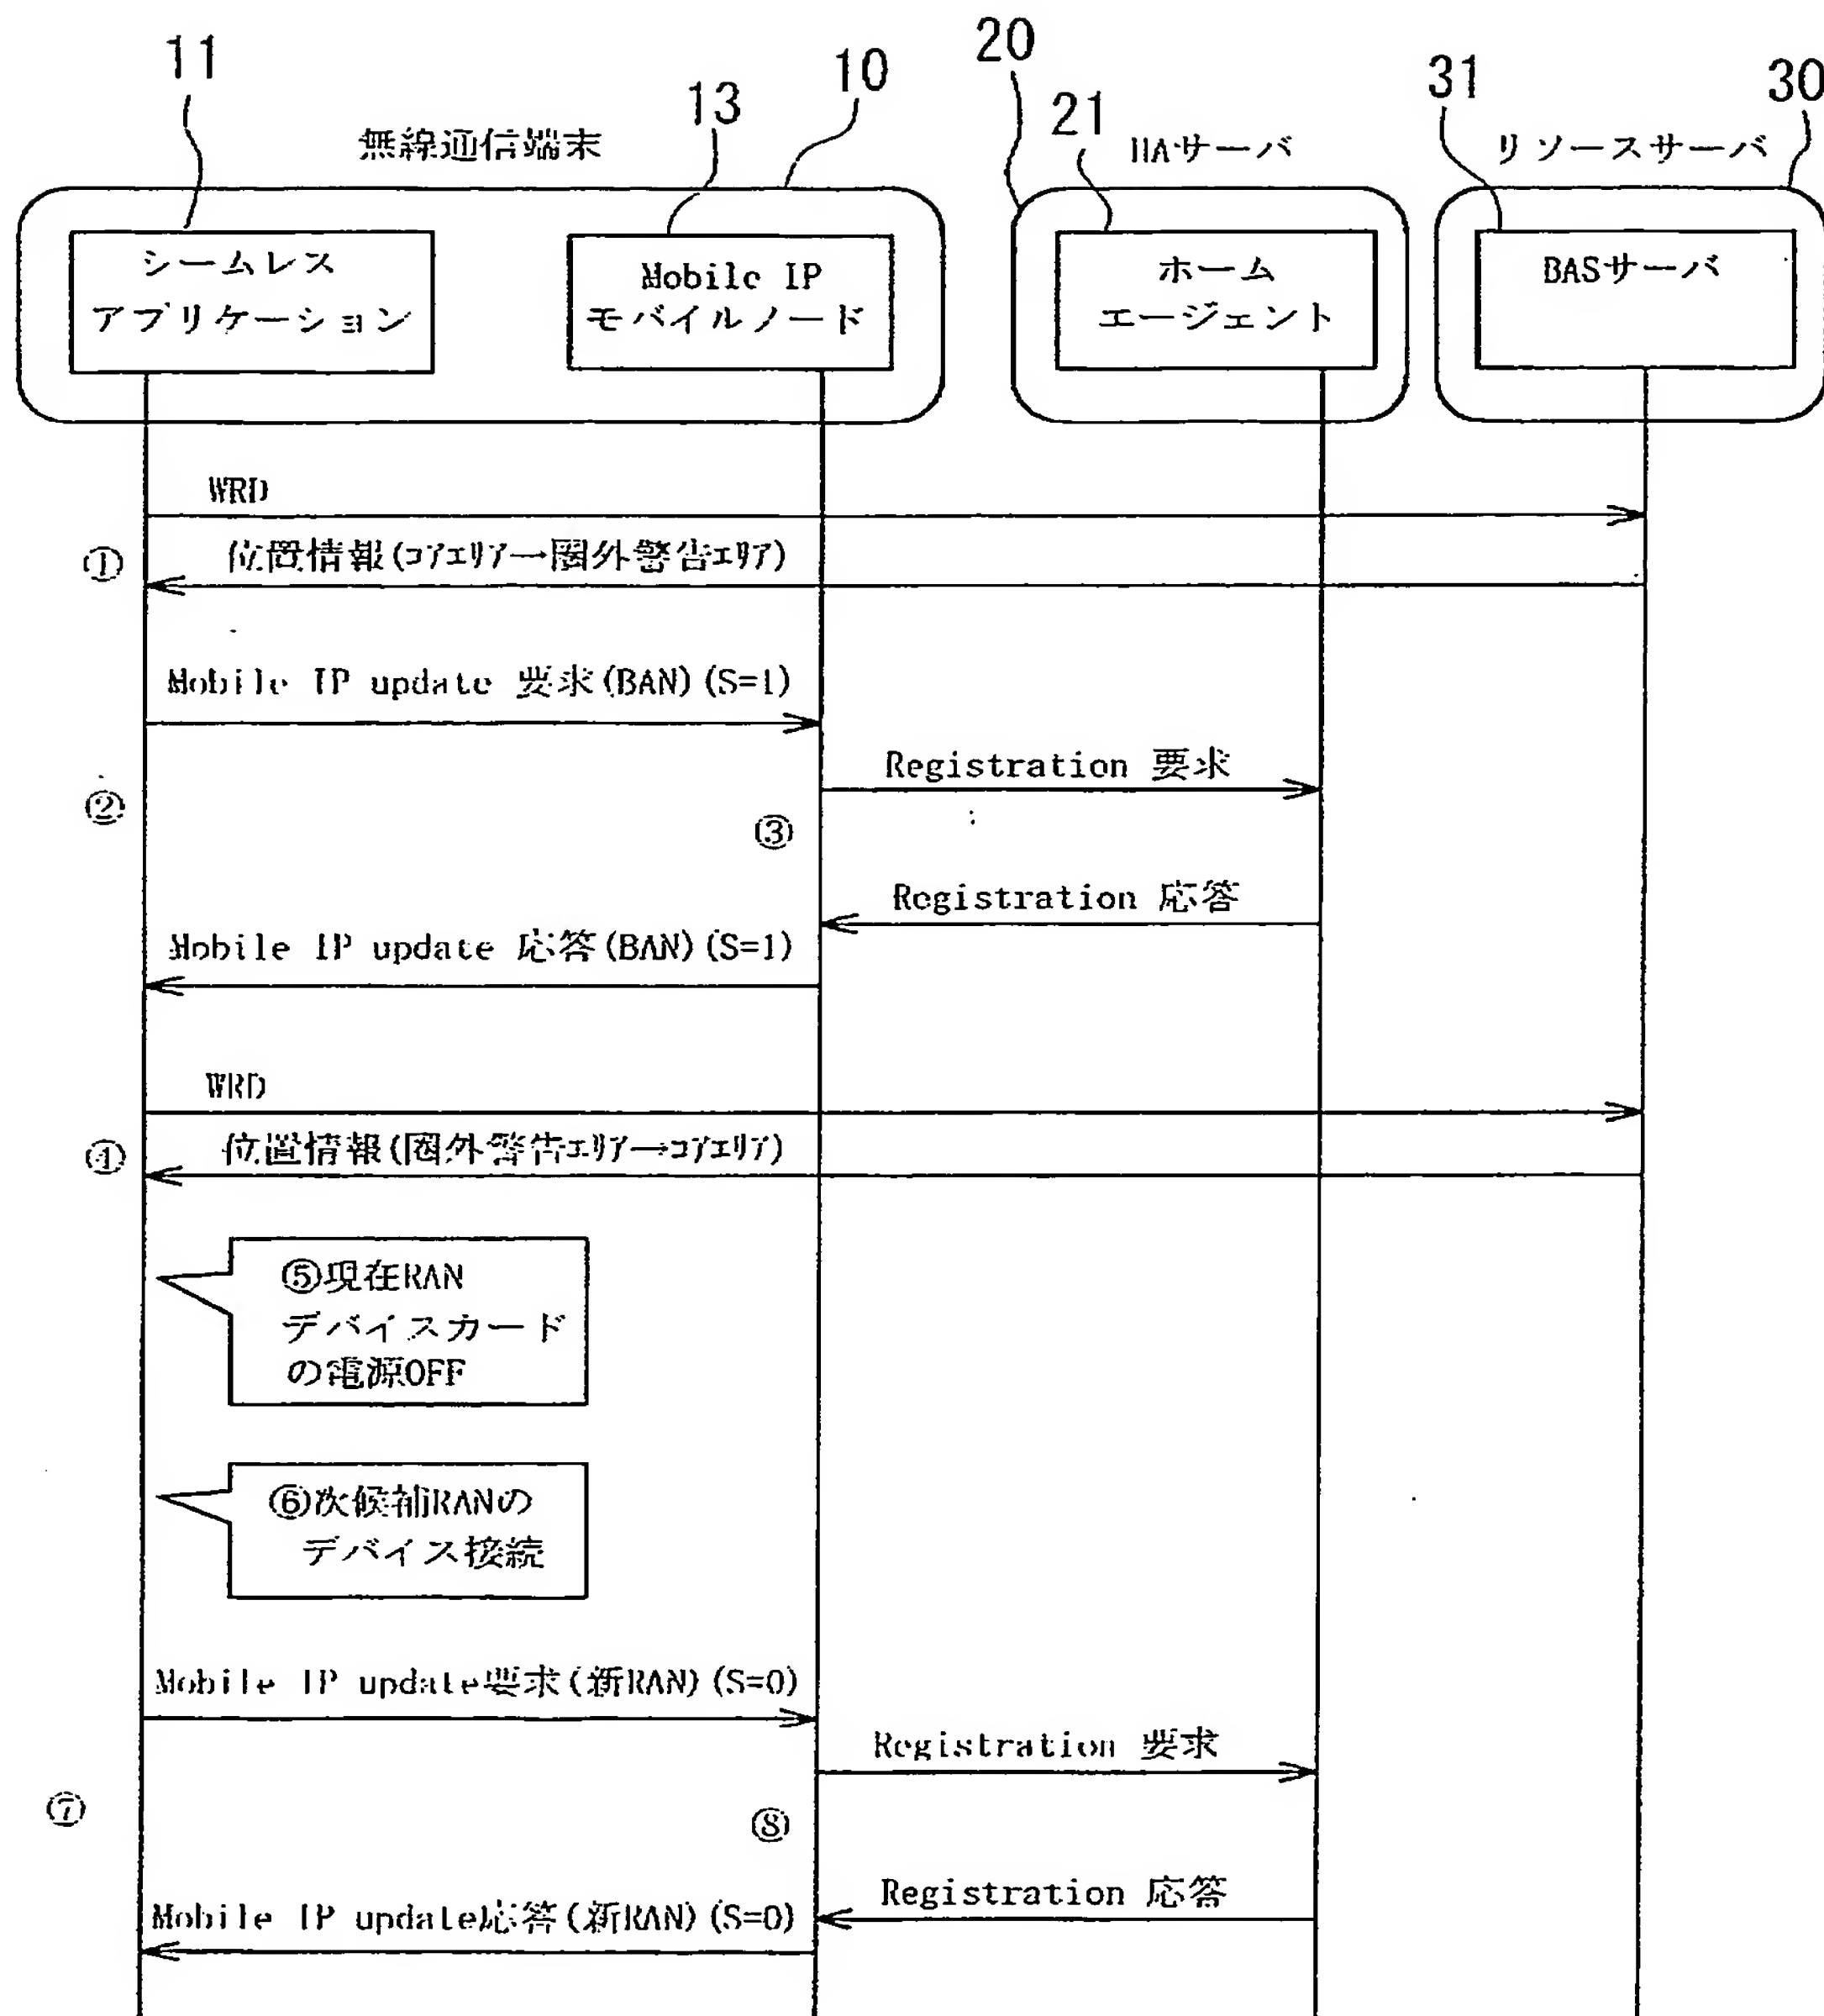 11
13
10
20
21
31
30
無線通信端末
HAサーバ
リソースサーバ
シームレス
アプリケーション
Mobile IP
モバイルノード
ホーム
エージェント
BASサーバ
WRD
① 位置情報(コアエリア→圏外警告エリア)
Mobile IP update 要求(BAN)(S=1)
Registration 要求
②
③
Registration 応答
Mobile IP update 応答(BAN)(S=1)
WRD
④ 位置情報(圏外警告エリア→コアエリア)
⑤現在RAN
デバイスカード
の電源OFF
⑥次候補RANの
デバイス接続
Mobile IP update要求(新RAN)(S=0)
Registration 要求
⑦
⑧
Registration 応答
Mobile IP update応答(新RAN)(S=0)